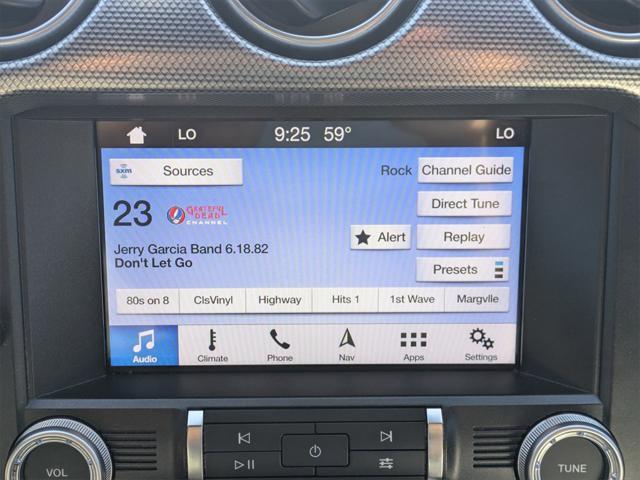 LO 9:25 59° LO
sxm Sources Rock Channel Guide
23 GRATEFUL DEAD CHANNEL Direct Tune
Alert Replay
Jerry Garcia Band 6.18.82
Don't Let Go Presets
80s on 8 ClsVinyl Highway Hits 1 1st Wave Margvlle
Audio Climate Phone Nav Apps Settings
VOL TUNE